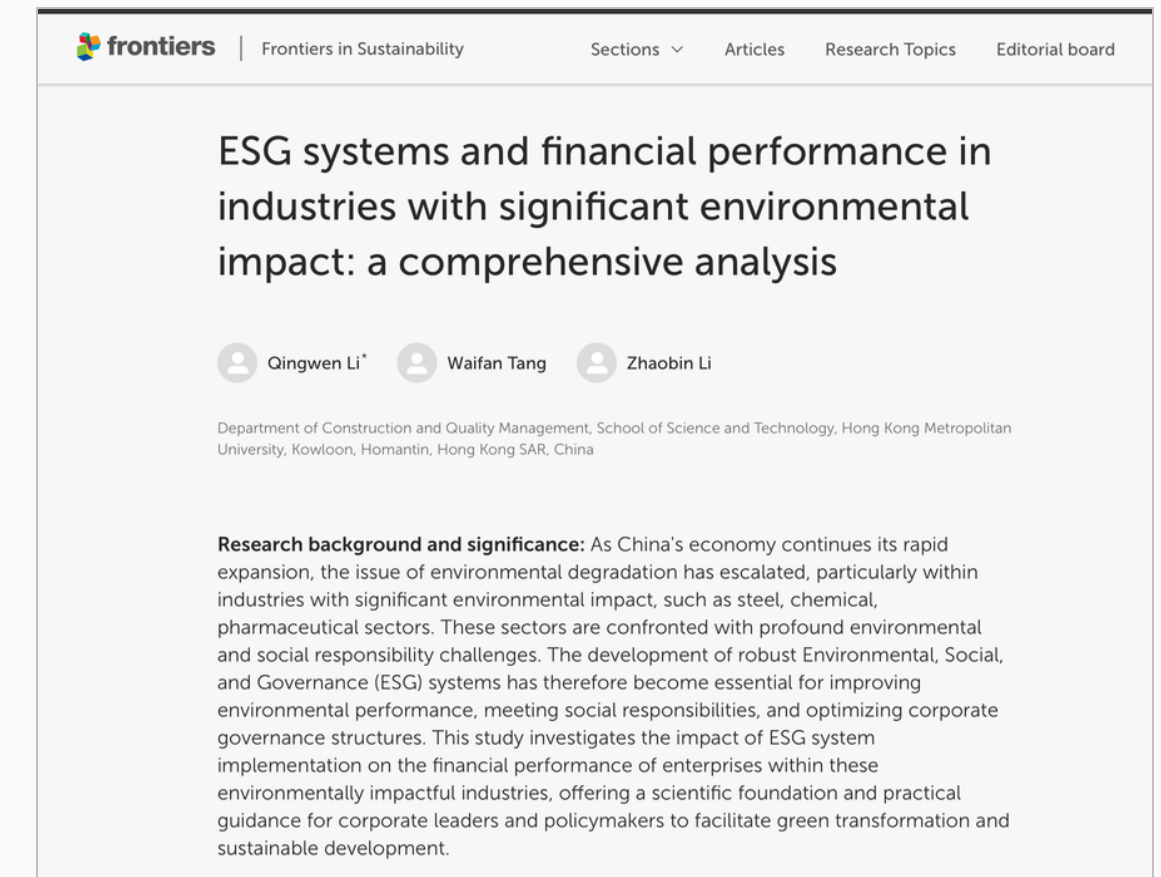 frontiers | Frontiers in Sustainability Sections Articles Research Topics Editorial board
ESG systems and financial performance in
industries with significant environmental
impact: a comprehensive analysis
Qingwen Li* Waifan Tang Zhaobin Li
Department of Construction and Quality Management, School of Science and Technology, Hong Kong Metropolitan
University, Kowloon, Homantin, Hong Kong SAR, China
Research background and significance: As China's economy continues its rapid
expansion, the issue of environmental degradation has escalated, particularly within
industries with significant environmental impact, such as steel, chemical,
pharmaceutical sectors. These sectors are confronted with profound environmental
and social responsibility challenges. The development of robust Environmental, Social,
and Governance (ESG) systems has therefore become essential for improving
environmental performance, meeting social responsibilities, and optimizing corporate
governance structures. This study investigates the impact of ESG system
implementation on the financial performance of enterprises within these
environmentally impactful industries, offering a scientific foundation and practical
guidance for corporate leaders and policymakers to facilitate green transformation and
sustainable development.